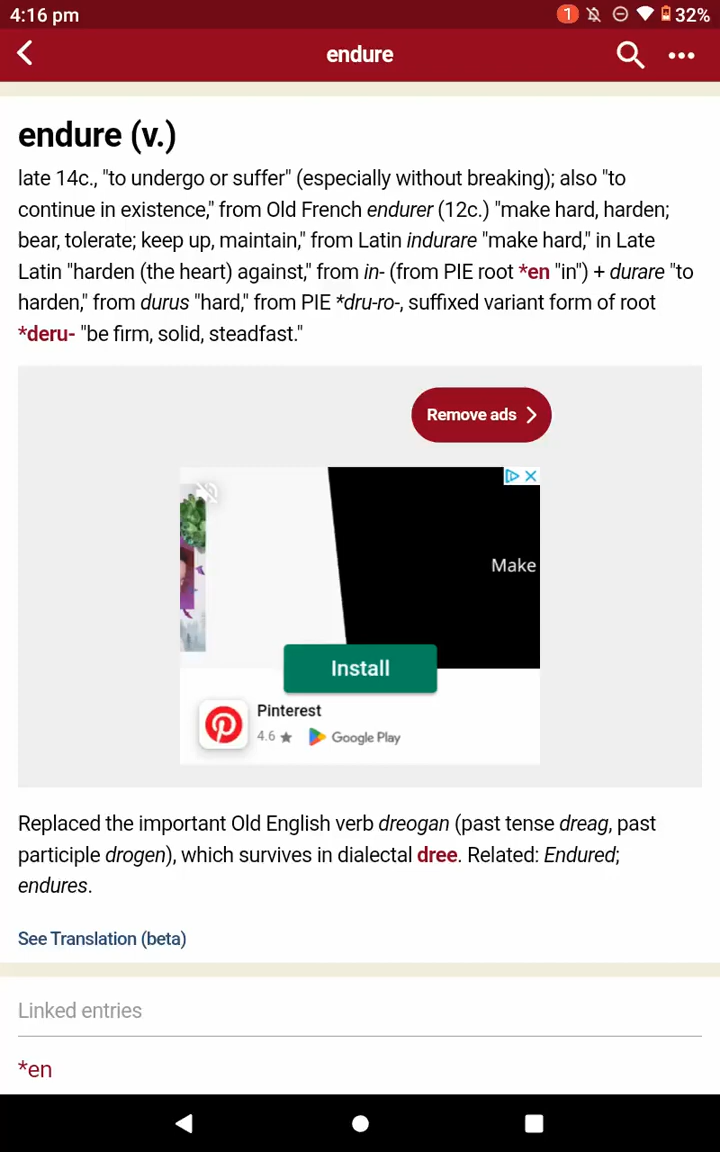 4:16 pm
1
32%
endure
endure (v.)
late 14c., "to undergo or suffer" (especially without breaking); also "to
continue in existence," from Old French endurer (12c.) "make hard, harden;
bear, tolerate; keep up, maintain," from Latin indurare "make hard," in Late
Latin "harden (the heart) against," from in- (from PIE root *en "in") + durare "to
harden," from durus "hard," from PIE *dru-ro-, suffixed variant form of root
*deru- "be firm, solid, steadfast."
Remove ads
Make
Install
Pinterest
4.6 ★ Google Play
Replaced the important Old English verb dreogan (past tense dreag, past
participle drogen), which survives in dialectal dree. Related: Endured;
endures.
See Translation (beta)
Linked entries
*en